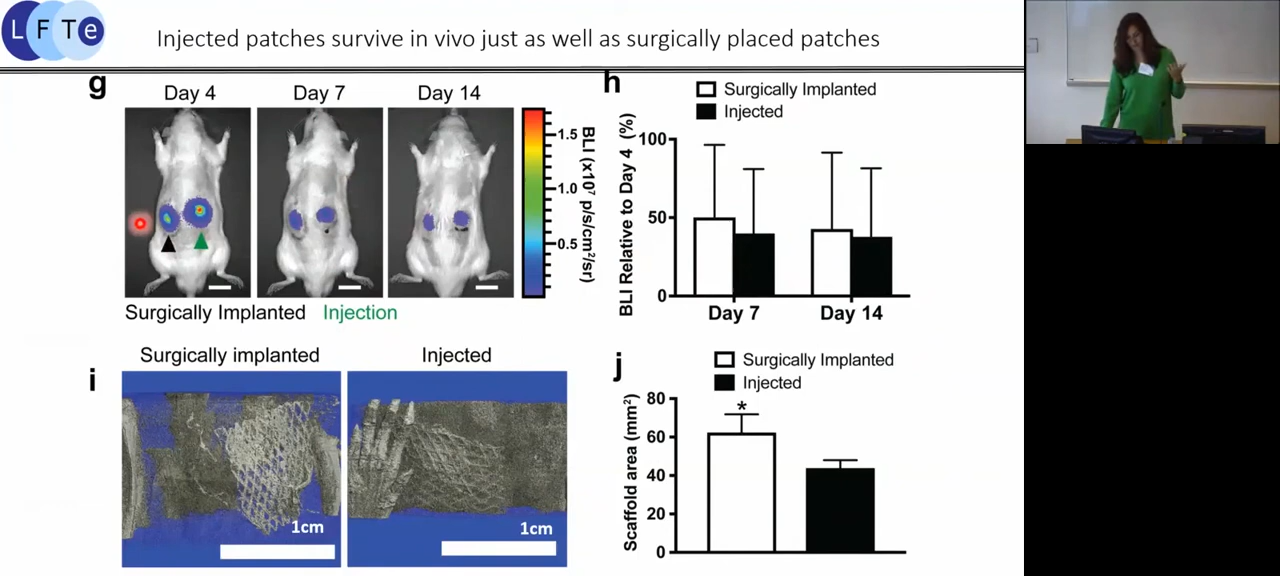 LFTe
Injected patches survive in vivo just as well as surgically placed patches
g
Day 4
Day 7
Day 14
1.5
1.0
0.5
BLI (x10⁷ p/s/cm²/sr)
Surgically Implanted
Injection
h
Surgically Implanted
Injected
BLI Relative to Day 4 (%)
100
50
0
Day 7
Day 14
i
Surgically implanted
Injected
1cm
1cm
j
Surgically Implanted
Injected
Scaffold area (mm²)
80
60
40
20
0
*